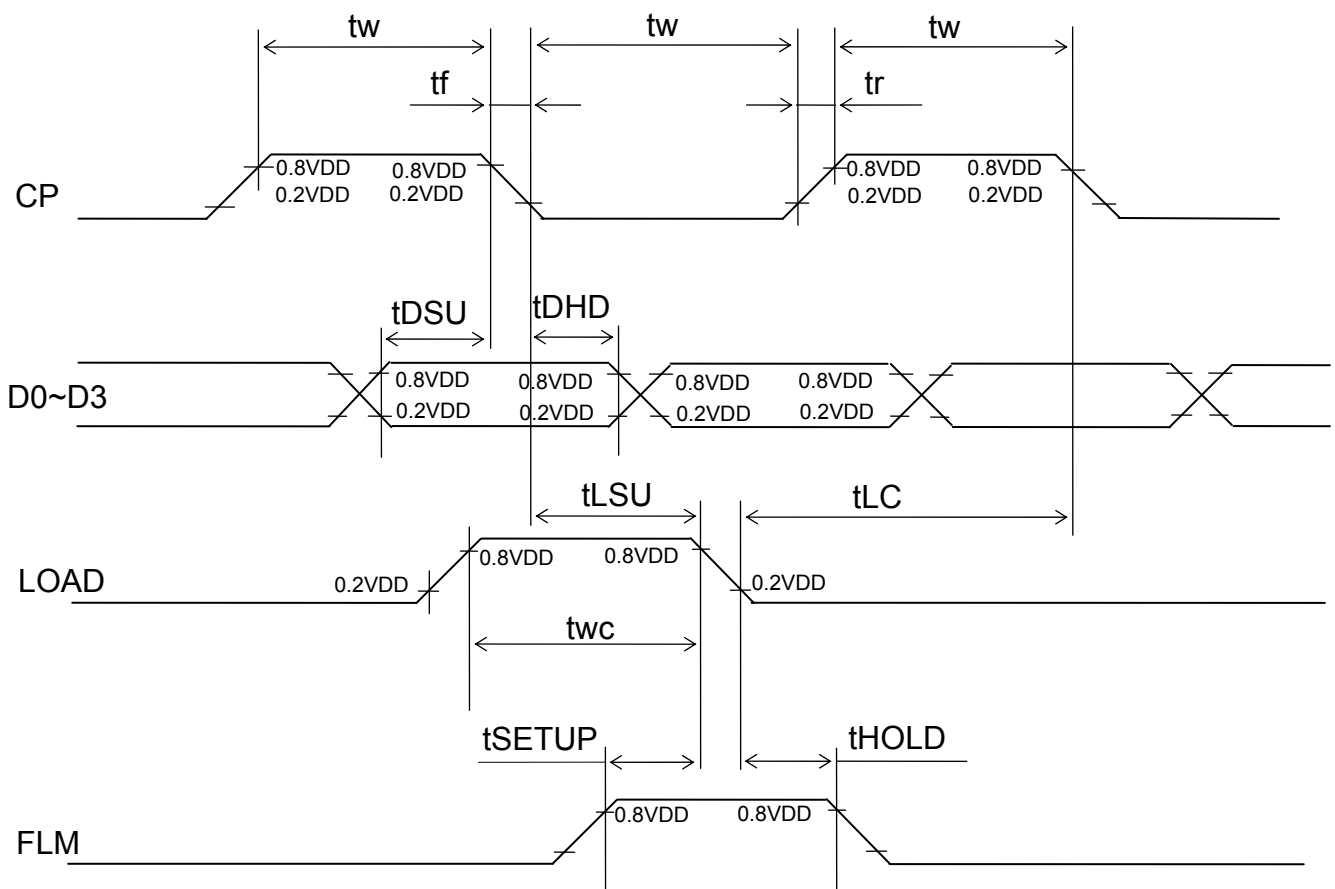 tw tw tw
tf tr
0.8VDD 0.8VDD 0.8VDD 0.8VDD
CP
0.2VDD 0.2VDD 0.2VDD 0.2VDD
tDSU tDHD
0.8VDD 0.8VDD 0.8VDD 0.8VDD
D0~D3
0.2VDD 0.2VDD 0.2VDD 0.2VDD
tLSU tLC
0.8VDD 0.8VDD
LOAD 0.2VDD 0.2VDD
twc
tSETUP tHOLD
0.8VDD 0.8VDD
FLM